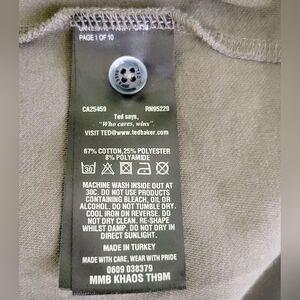 PAGE 1 OF 10
CA25459 RN95229
Ted says,
"Who cares, wins"
VISIT TED@www.tedbaker.com
67% COTTON,25% POLYESTER
8% POLYAMIDE
30
MACHINE WASH INSIDE OUT AT
30C. DO NOT USE PRODUCTS
CONTAINING BLEACH, OIL OR
ALCOHOL. DO NOT TUMBLE DRY.
COOL IRON ON REVERSE. DO
NOT DRY CLEAN. RE-SHAPE
WHILST DAMP. DO NOT DRY IN
DIRECT SUNLIGHT.
MADE IN TURKEY
MADE WITH CARE, WEAR WITH PRIDE
0609 038379
MMB KHAOS TH9M